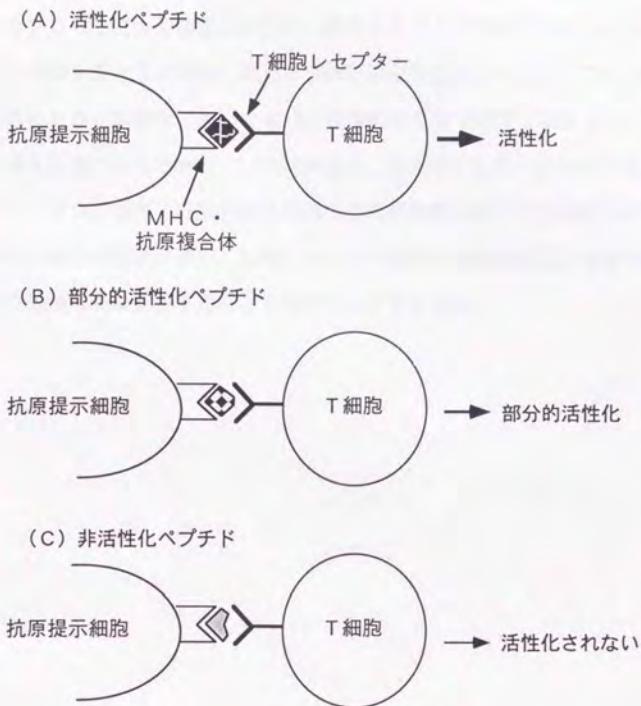 （A）活性化ペプチド
T細胞レセプター
抗原提示細胞
T細胞
活性化
MHC・
抗原複合体
（B）部分的活性化ペプチド
抗原提示細胞
T細胞
部分的活性化
（C）非活性化ペプチド
抗原提示細胞
T細胞
活性化されない